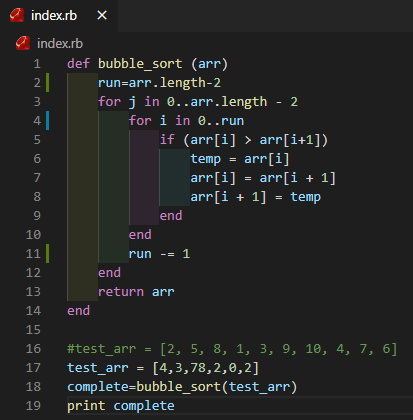 index.rb
index.rb
1 def bubble_sort (arr)
2     run=arr.length-2
3     for j in 0..arr.length - 2
4         for i in 0..run
5             if (arr[i] > arr[i+1])
6                 temp = arr[i]
7                 arr[i] = arr[i + 1]
8                 arr[i + 1] = temp
9             end
10         end
11         run -= 1
12     end
13     return arr
14 end
15
16 #test_arr = [2, 5, 8, 1, 3, 9, 10, 4, 7, 6]
17 test_arr = [4,3,78,2,0,2]
18 complete=bubble_sort(test_arr)
19 print complete